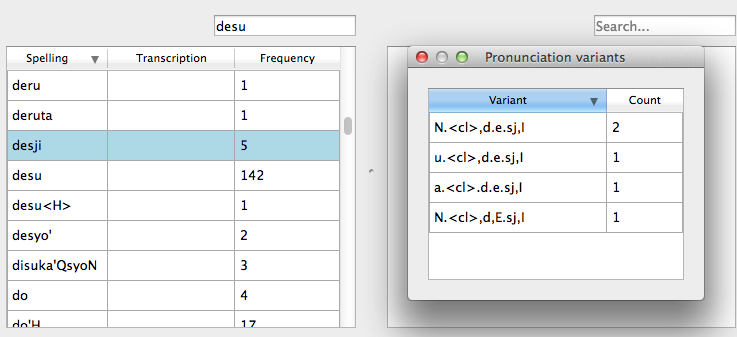 desu
Search...
Spelling Transcription Frequency
deru 1
deruta 1
desji 5
desu 142
desu<H> 1
desyo' 2
disuka'QsyoN 3
do 4
do'H 17
Pronunciation variants
Variant Count
N.<cl>,d.e.sj,I 2
u.<cl>,d.e.sj,I 1
a.<cl>.d.e.sj,I 1
N.<cl>,d,E.sj,I 1